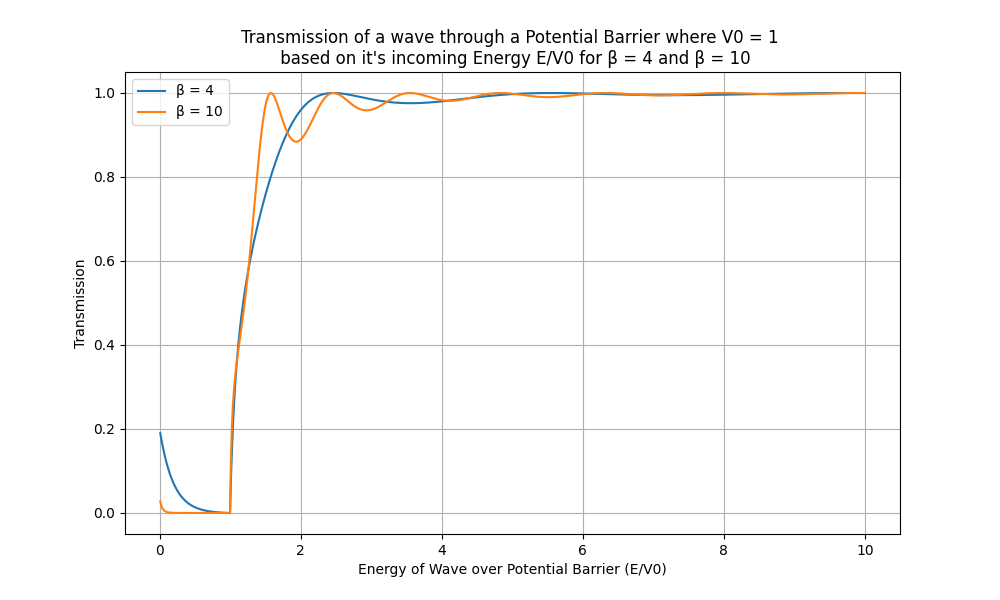 Transmission of a wave through a Potential Barrier where V0 = 1
based on it's incoming Energy E/V0 for β = 4 and β = 10
β = 4
β = 10
1.0
0.8
0.6
0.4
0.2
0.0
Transmission
0 2 4 6 8 10
Energy of Wave over Potential Barrier (E/V0)